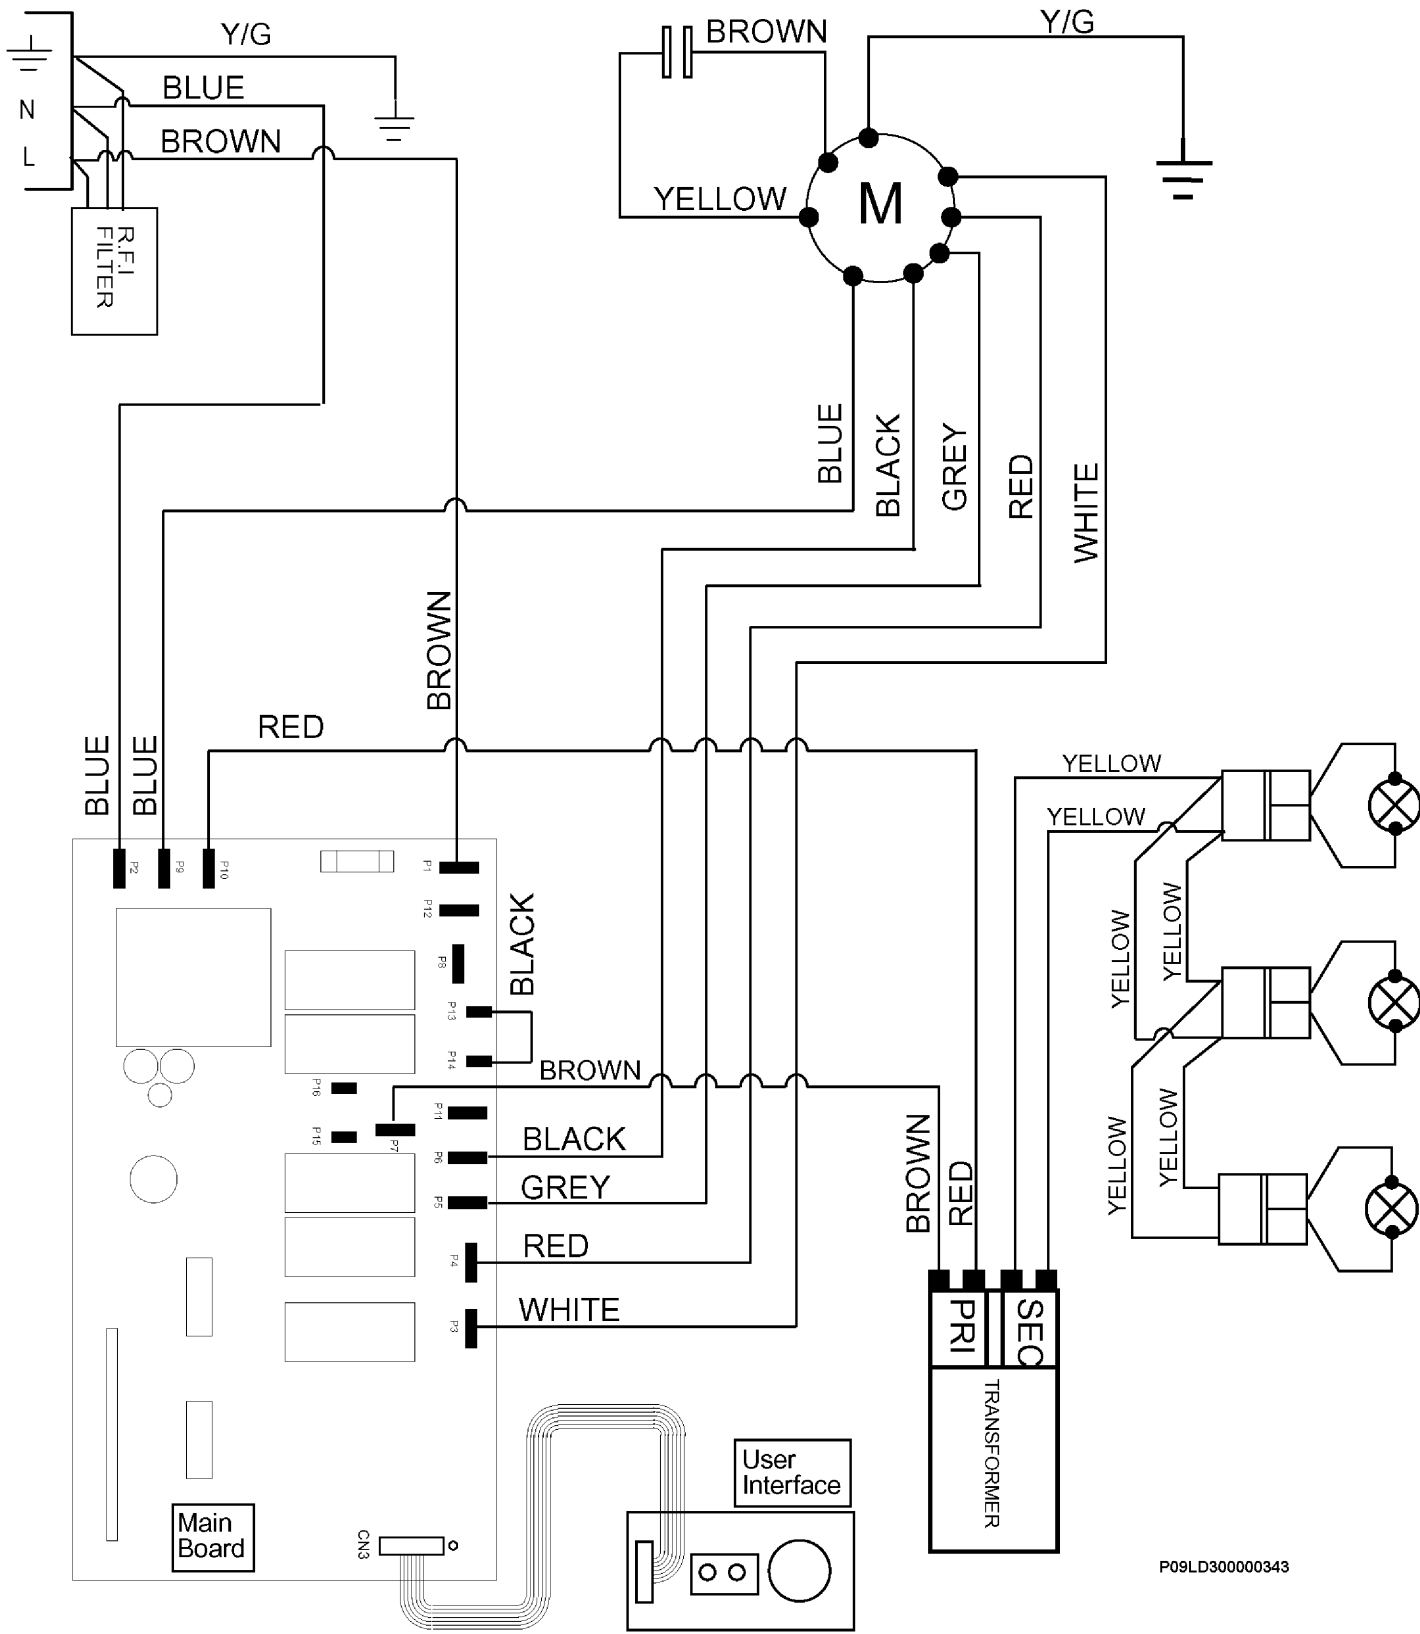 Y/G
BROWN
Y/G
BLUE
N
BROWN
L
YELLOW
M
R.F.I
FILTER
BLUE
BLACK
GREY
RED
WHITE
BROWN
RED
BLUE
BLUE
YELLOW
YELLOW
P2
P9
P10
P1
P12
BLACK
P8
YELLOW
YELLOW
P13
P14
BROWN
P16
P11
P15
P7
BLACK
P6
BROWN
RED
YELLOW
YELLOW
GREY
P5
RED
P4
WHITE
P3
PRI
SEC
TRANSFORMER
User
Interface
Main
Board
CN3
P09LD300000343